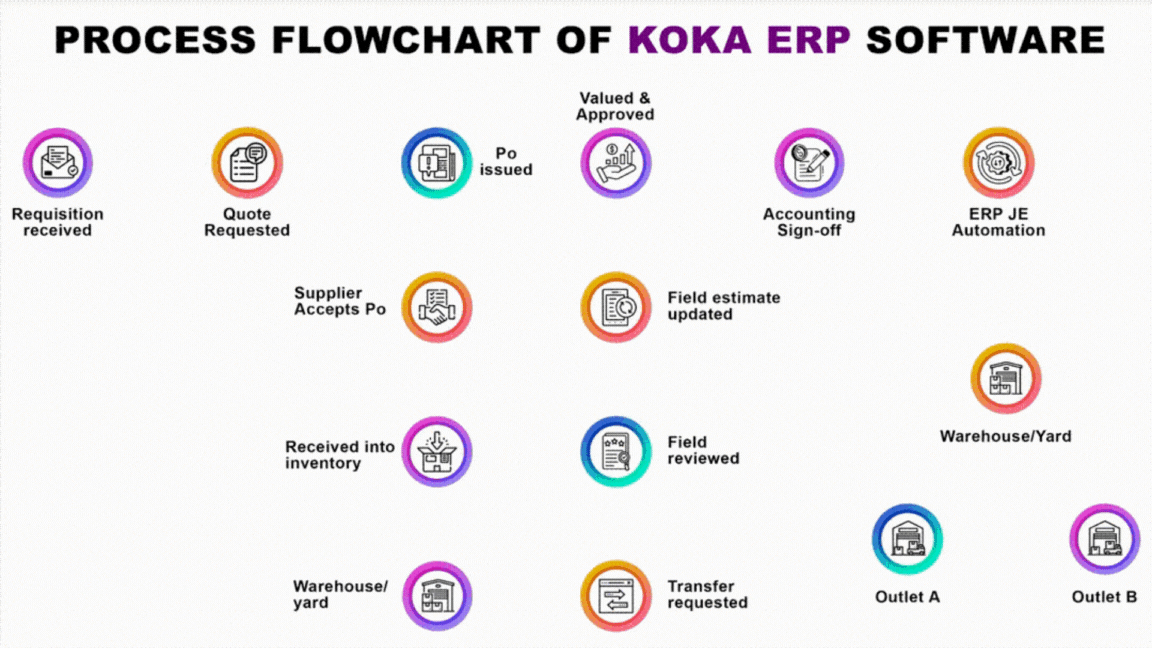 PROCESS FLOWCHART OF KOKA ERP SOFTWARE
Requisition
received
Quote
Requested
Po
issued
Valued &
Approved
Accounting
Sign-off
ERP JE
Automation
Supplier
Accepts Po
Field estimate
updated
Warehouse/Yard
Received into
inventory
Field
reviewed
Outlet A
Outlet B
Warehouse/
yard
Transfer
requested